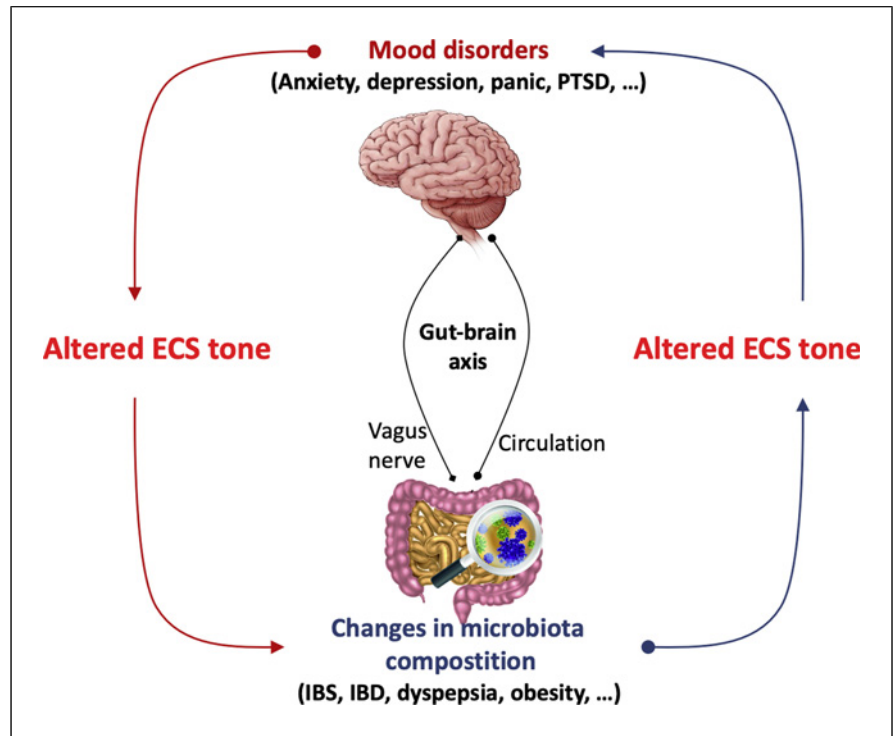 Mood disorders
(Anxiety, depression, panic, PTSD, ...)
Altered ECS tone
Gut-brain
axis
Altered ECS tone
Vagus
nerve
Circulation
Changes in microbiota
compostition
(IBS, IBD, dyspepsia, obesity, ...)